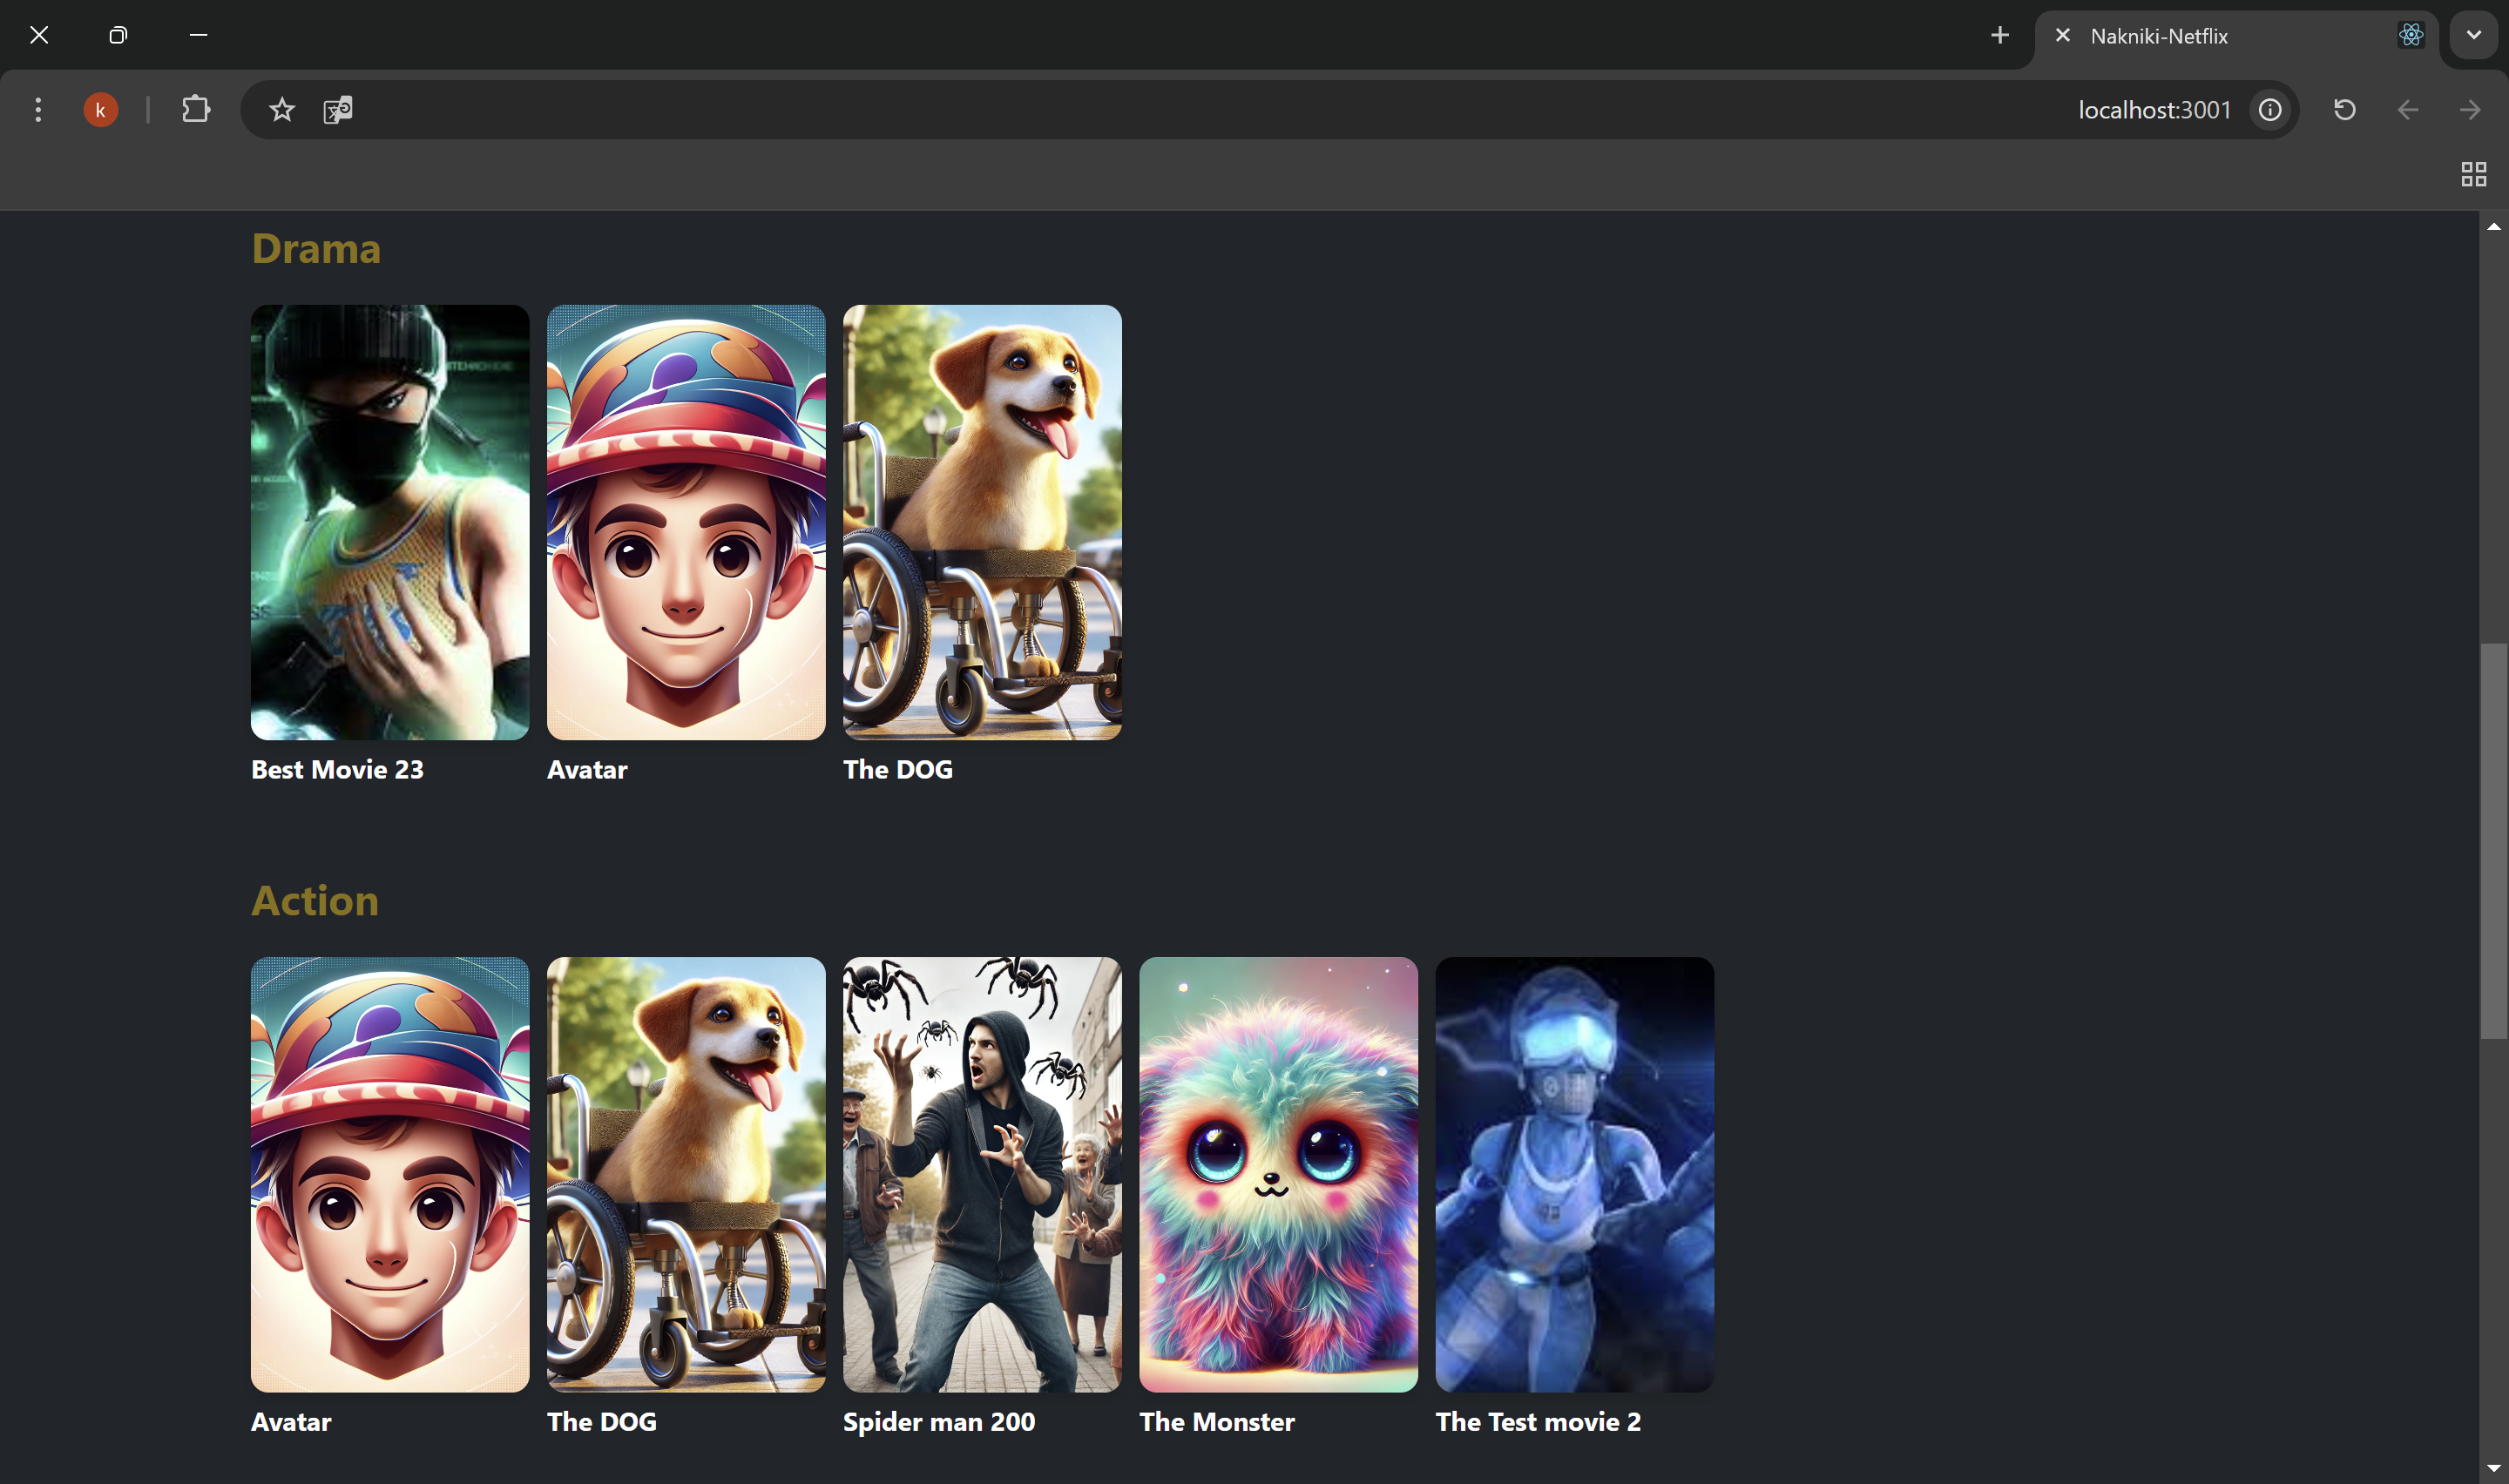 Nakniki-Netflix
k
localhost:3001
Drama
Best Movie 23
Avatar
The DOG
Action
Avatar
The DOG
Spider man 200
The Monster
The Test movie 2